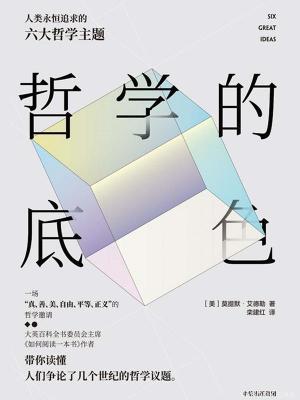 人类永恒追求的
六大哲学主题
SIX
GREAT
IDEAS
哲学的
底色
一场
“真、善、美、自由、平等、正义”的
哲学邀请
[美]莫提默·艾德勒 著
栾建红 译
大英百科全书委员会主席
《如何阅读一本书》作者
带你读懂
人们争论了几个世纪的哲学议题。
中信出版集团